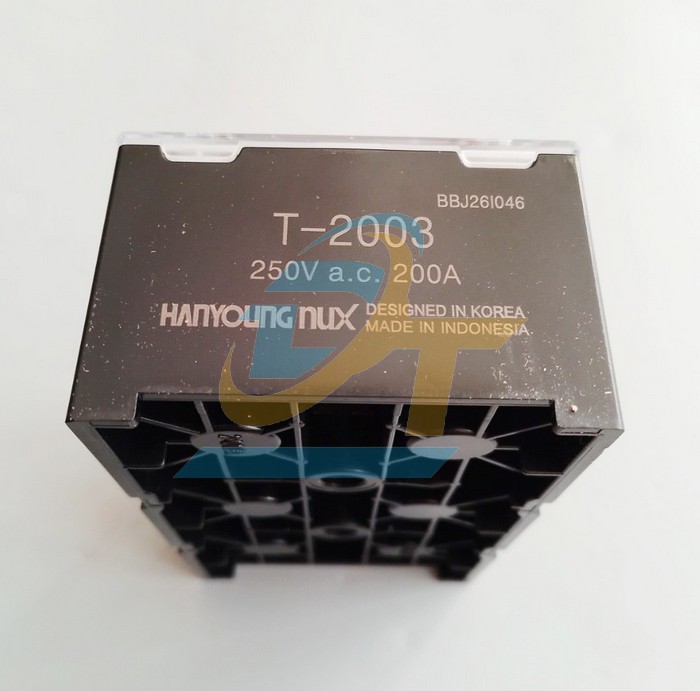 BBJ26I046
T-2003
250V a.c. 200A
HANYOUNG nux DESIGNED IN KOREA
MADE IN INDONESIA